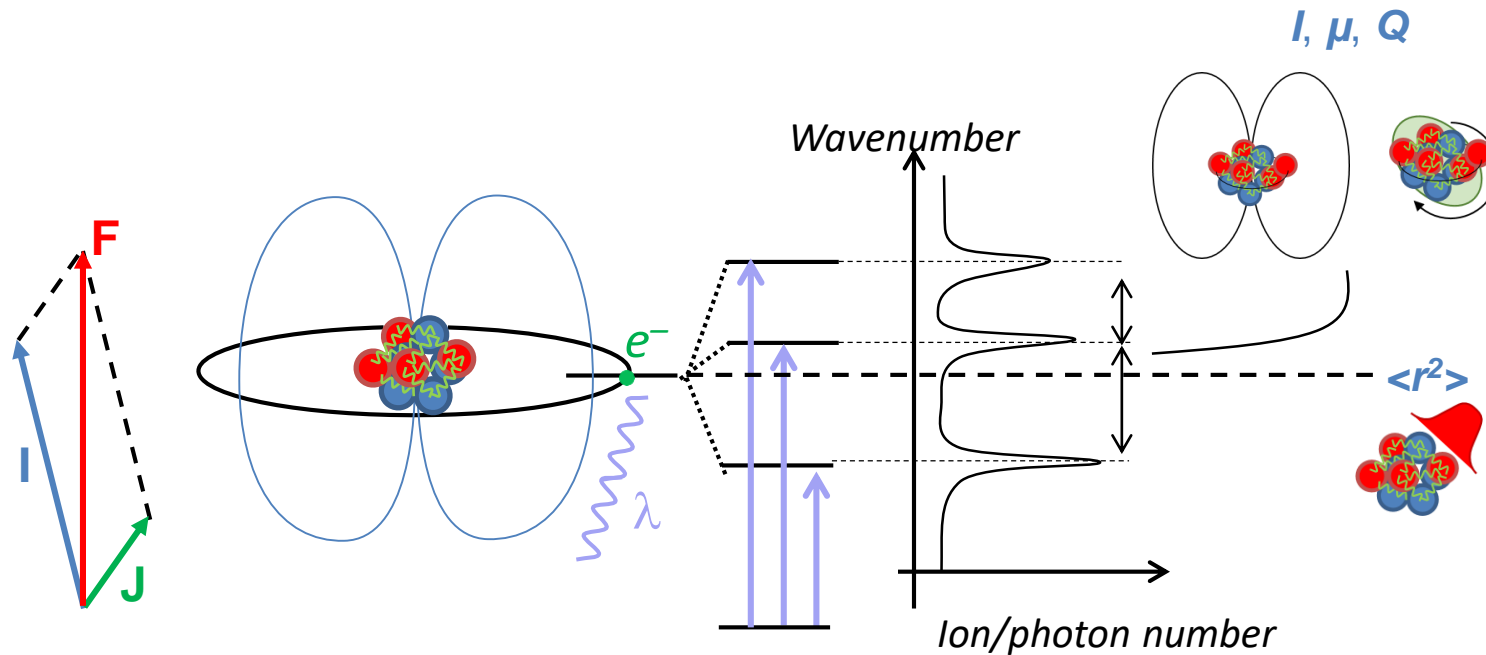 I, μ, Q
Wavenumber
F
e⁻
<r²>
I
λ
J
Ion/photon number